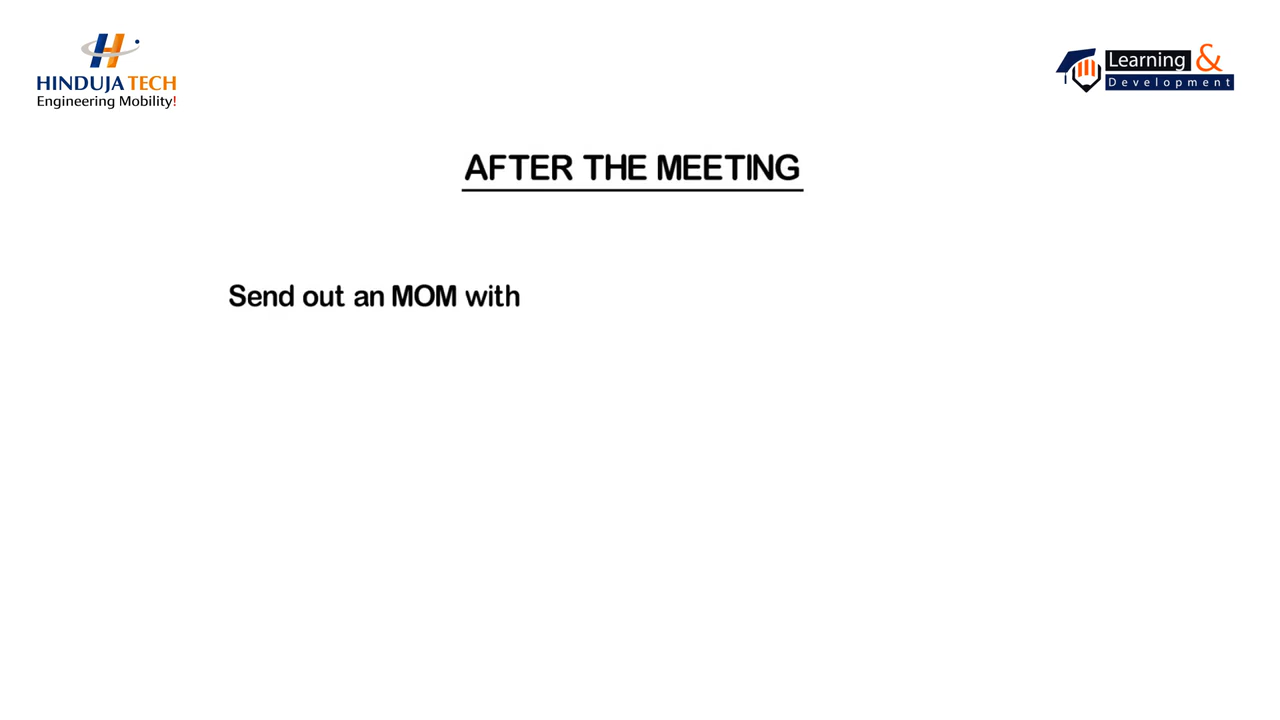 HINDUJA TECH
Engineering Mobility!
Learning &
Development
AFTER THE MEETING
Send out an MOM with